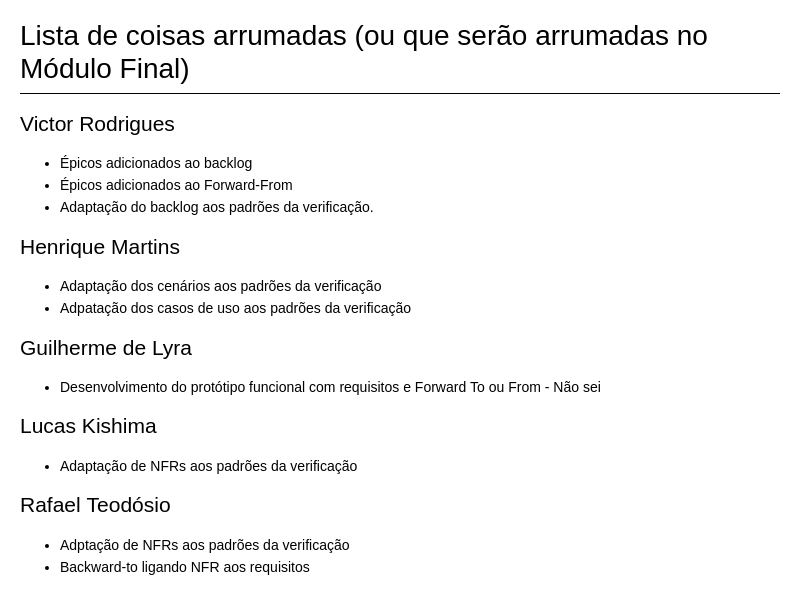 Lista de coisas arrumadas (ou que serão arrumadas no
Módulo Final)
Victor Rodrigues
• Épicos adicionados ao backlog
• Épicos adicionados ao Forward-From
• Adaptação do backlog aos padrões da verificação.
Henrique Martins
• Adaptação dos cenários aos padrões da verificação
• Adpatação dos casos de uso aos padrões da verificação
Guilherme de Lyra
• Desenvolvimento do protótipo funcional com requisitos e Forward To ou From - Não sei
Lucas Kishima
• Adaptação de NFRs aos padrões da verificação
Rafael Teodósio
• Adptação de NFRs aos padrões da verificação
• Backward-to ligando NFR aos requisitos